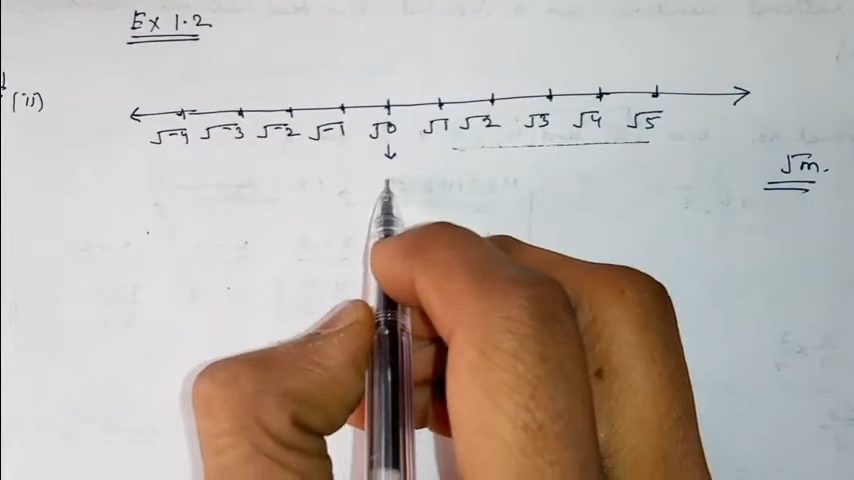 Ex 1.2
(ii)
√-4 √-3 √-2 √-1 √0 √1 √2 √3 √4 √5
√m.